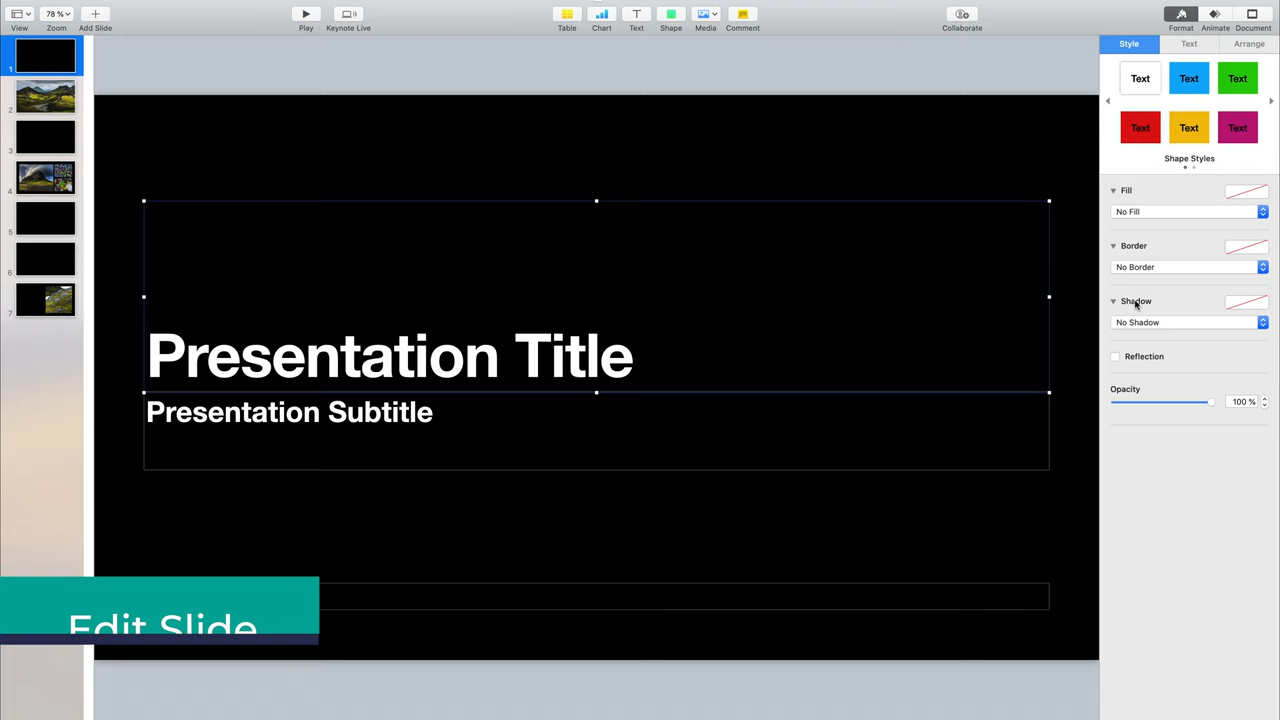 78 %
View Zoom Add Slide Play Keynote Live Table Chart Text Shape Media Comment Collaborate Format Animate Document
Style Text Arrange
1
2
3
4
5
6
7
Presentation Title
Presentation Subtitle
Edit Slide
Text Text Text
Text Text Text
Shape Styles
Fill
No Fill
Border
No Border
Shadow
No Shadow
Reflection
Opacity
100 %